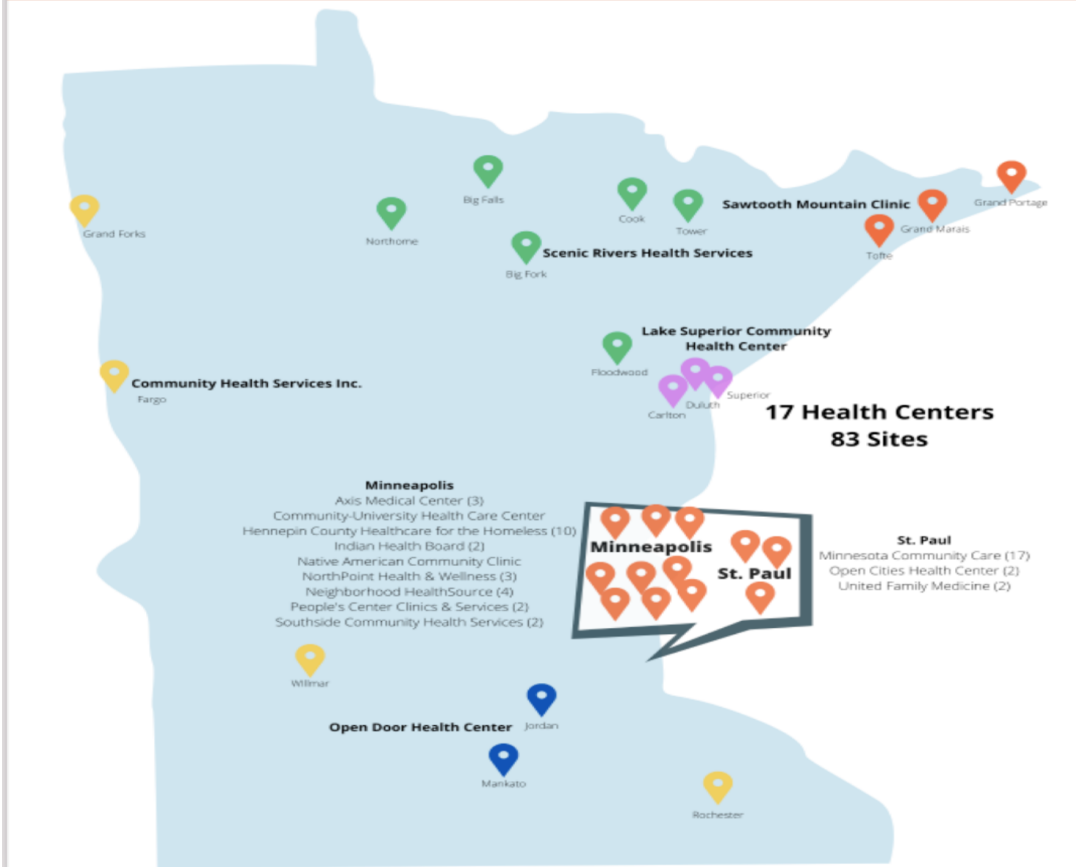 Big Falls
Grand Forks
Northome
Cook
Tower
Sawtooth Mountain Clinic
Grand Portage
Grand Marais
Tofte
Scenic Rivers Health Services
Big Fork
Lake Superior Community
Health Center
Floodwood
Community Health Services Inc.
Fargo
Carlton
Duluth
Superior
17 Health Centers
83 Sites
Minneapolis
Axis Medical Center (3)
Community-University Health Care Center
Hennepin County Healthcare for the Homeless (10)
Indian Health Board (2)
Native American Community Clinic
NorthPoint Health & Wellness (3)
Neighborhood HealthSource (4)
People's Center Clinics & Services (2)
Southside Community Health Services (2)
Minneapolis
St. Paul
St. Paul
Minnesota Community Care (17)
Open Cities Health Center (2)
United Family Medicine (2)
Willmar
Open Door Health Center
Jordan
Mankato
Rochester